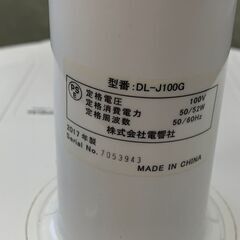 型番:DL-J100G
PS E
定格電圧 100V
定格消費電力 50/52W
定格周波数 50/60Hz
株式会社電響社
2017年製
Serial No. 7053943
MADE IN CHINA